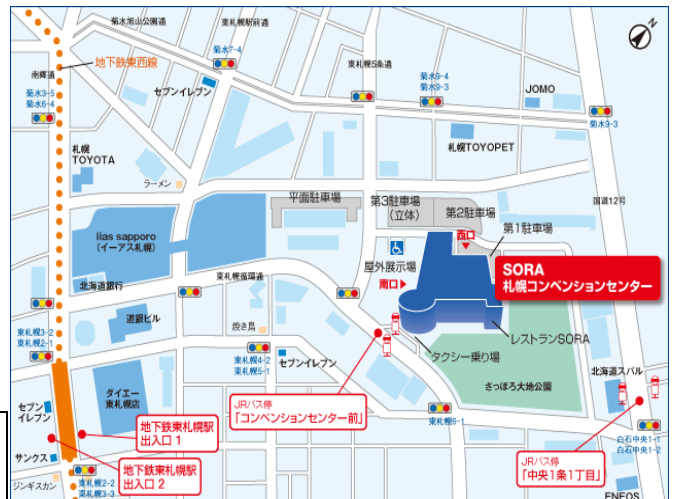 菊水旭山公園通
東札幌駅前通
N
菊水7-4
地下鉄東西線
南郷通
セブンイレブン
東札幌5条通
菊水9-4
菊水9-3
JOMO
菊水3-5
菊水6-4
菊水9-3
札幌
TOYOTA
札幌TOYOPET
ラーメン
平面駐車場
第3駐車場
（立体）
第2駐車場
国道12号
第1駐車場
西口
Iias sapporo
（イーアス札幌）
屋外展示場
SORA
札幌コンベンションセンター
東札幌循環通
南口
北海道銀行
道銀ビル
焼き鳥
東札幌3-2
東札幌2-1
レストランSORA
タクシー乗り場
東札幌4-2
東札幌5-1
セブンイレブン
さっぽろ大地公園
北海道スバル
ダイエー
東札幌店
セブン
イレブン
JRバス停
「コンベンションセンター前」
地下鉄東札幌駅
出入口 1
東札幌6-1
白石中央1-1
白石中央1-2
サンクス
地下鉄東札幌駅
出入口 2
JRバス停
「中央1条1丁目」
ジンギスカン
東札幌2-2
東札幌3-3
ENEOS